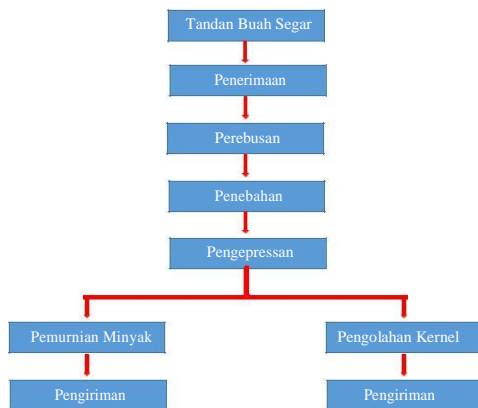 Tandan Buah Segar
Penerimaan
Perebusan
Penebahan
Pengepressan
Pemurnian Minyak
Pengolahan Kernel
Pengiriman
Pengiriman